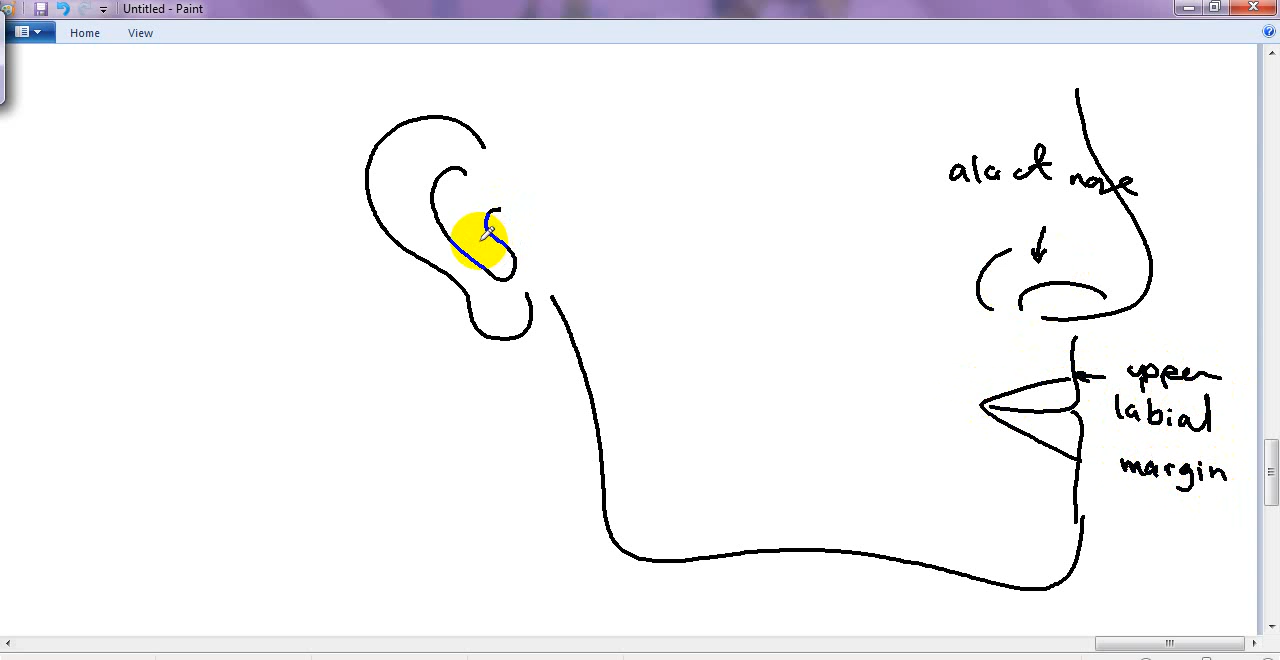 Untitled - Paint
Home View
ala of nose
upper
labial
margin